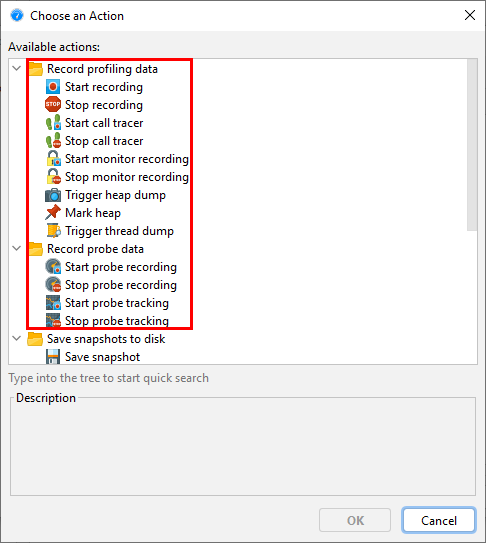 Choose an Action
Available actions:
Record profiling data
Start recording
STOP Stop recording
Start call tracer
Stop call tracer
Start monitor recording
Stop monitor recording
Trigger heap dump
Mark heap
Trigger thread dump
Record probe data
Start probe recording
Stop probe recording
Start probe tracking
Stop probe tracking
Save snapshots to disk
Save snapshot
Type into the tree to start quick search
Description
OK Cancel